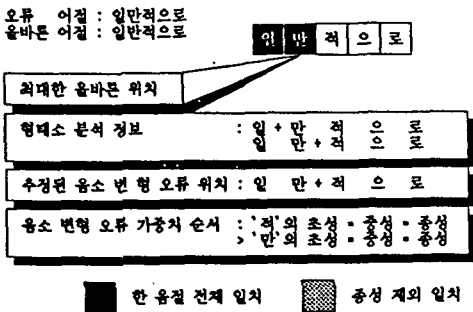 오류 어절 : 일만적으로
올바른 어절 : 일반적으로
일 만 적 으 로
최대한 올바른 위치
형태소 분석 정보 : 일 + 만 적 으 로
일 만 + 적 으 로
추정된 음소 변형 오류 위치 : 일 만 + 적 으 로
음소 변형 오류 가중치 순서 : '적'의 초성 = 중성 = 종성
> '만'의 초성 = 중성 = 종성
한 음절 전체 일치
종성 제외 일치